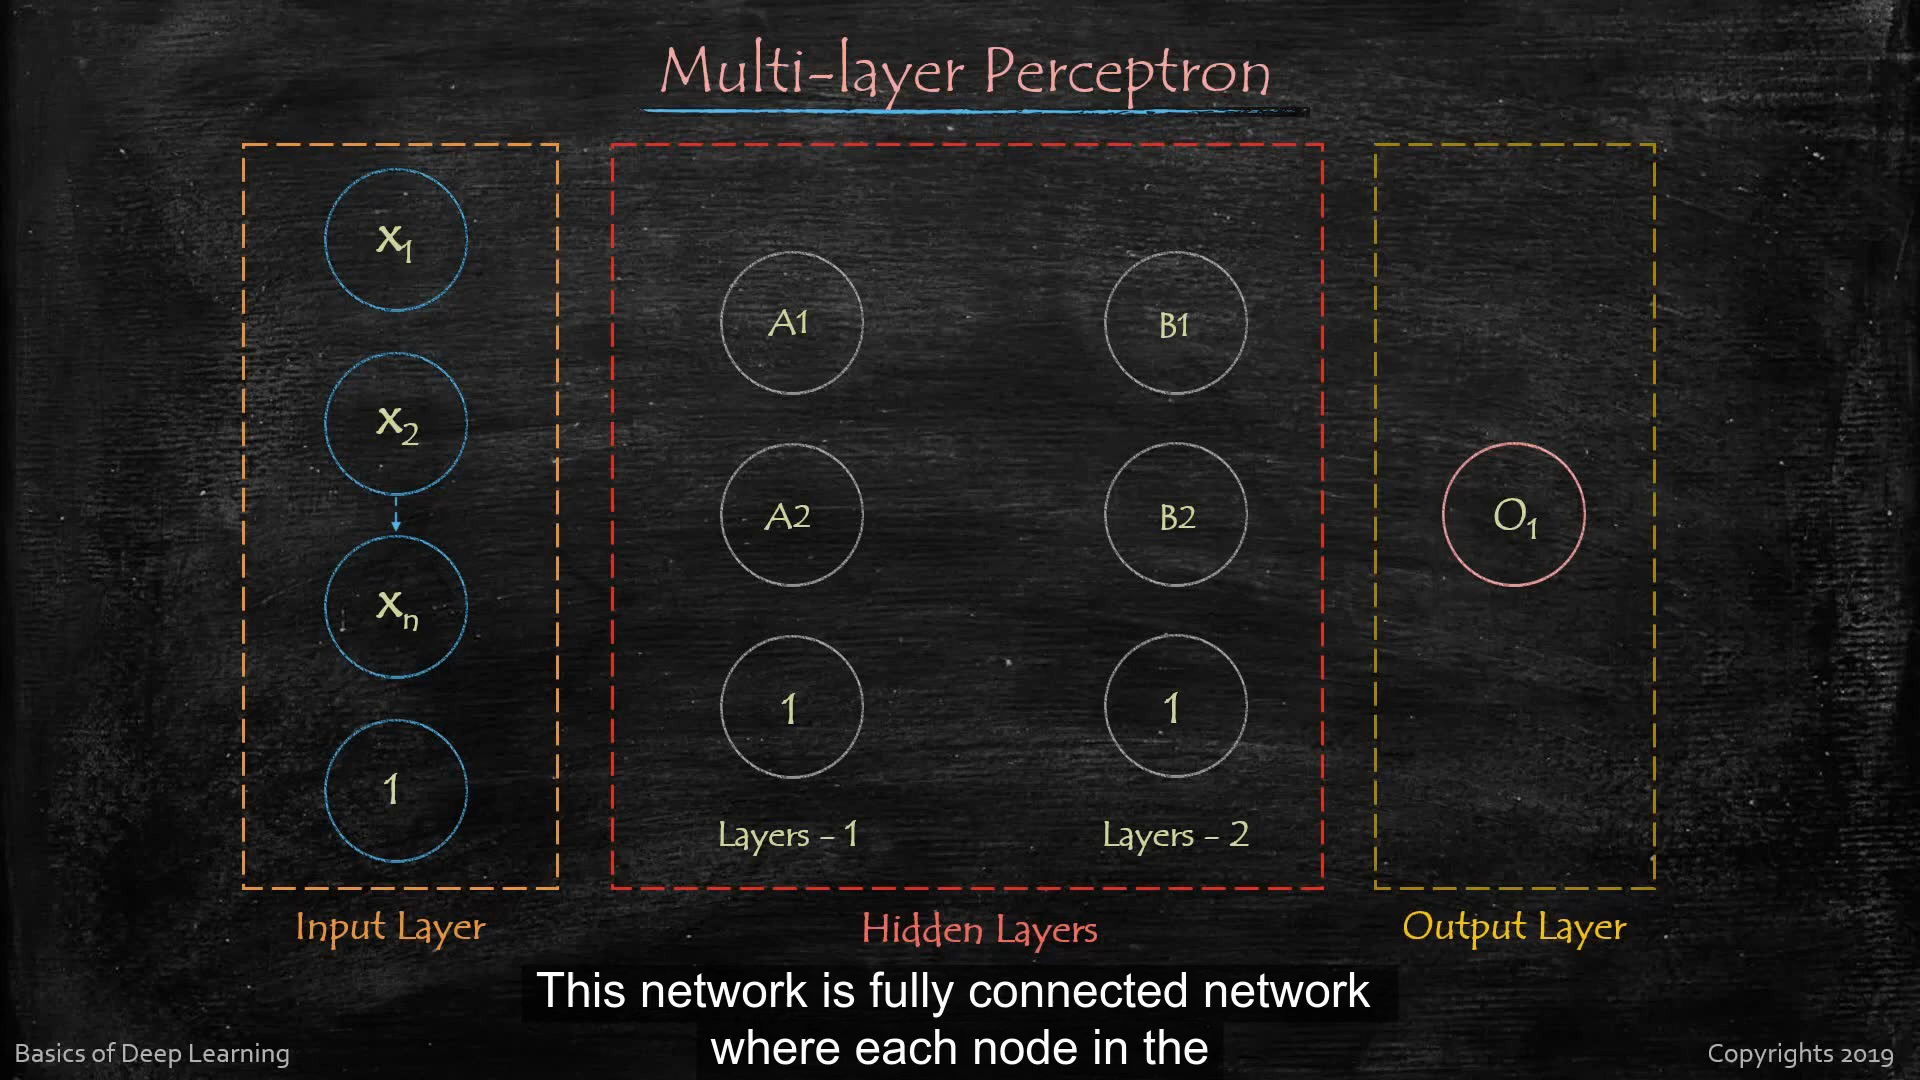 Multi-layer Perceptron
x1
x2
xn
1
A1
A2
1
Layers - 1
B1
B2
1
Layers - 2
O1
Input Layer
Hidden Layers
Output Layer
This network is fully connected network
where each node in the
Basics of Deep Learning
Copyrights 2019